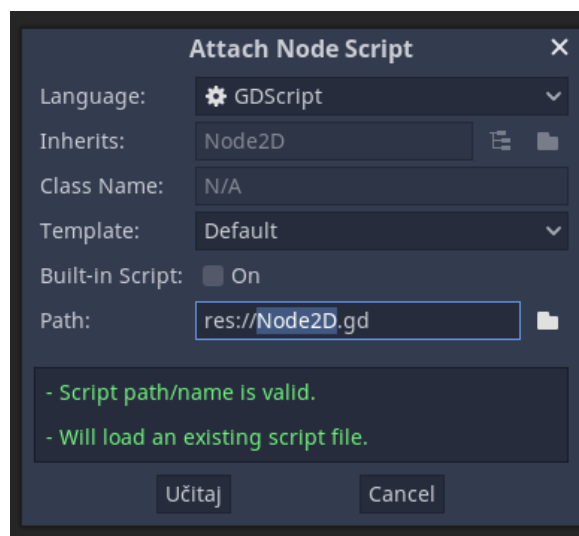 Attach Node Script
Language: GDScript
Inherits: Node2D
Class Name: N/A
Template: Default
Built-in Script: On
Path: res://Node2D.gd
- Script path/name is valid.
- Will load an existing script file.
Učitaj Cancel